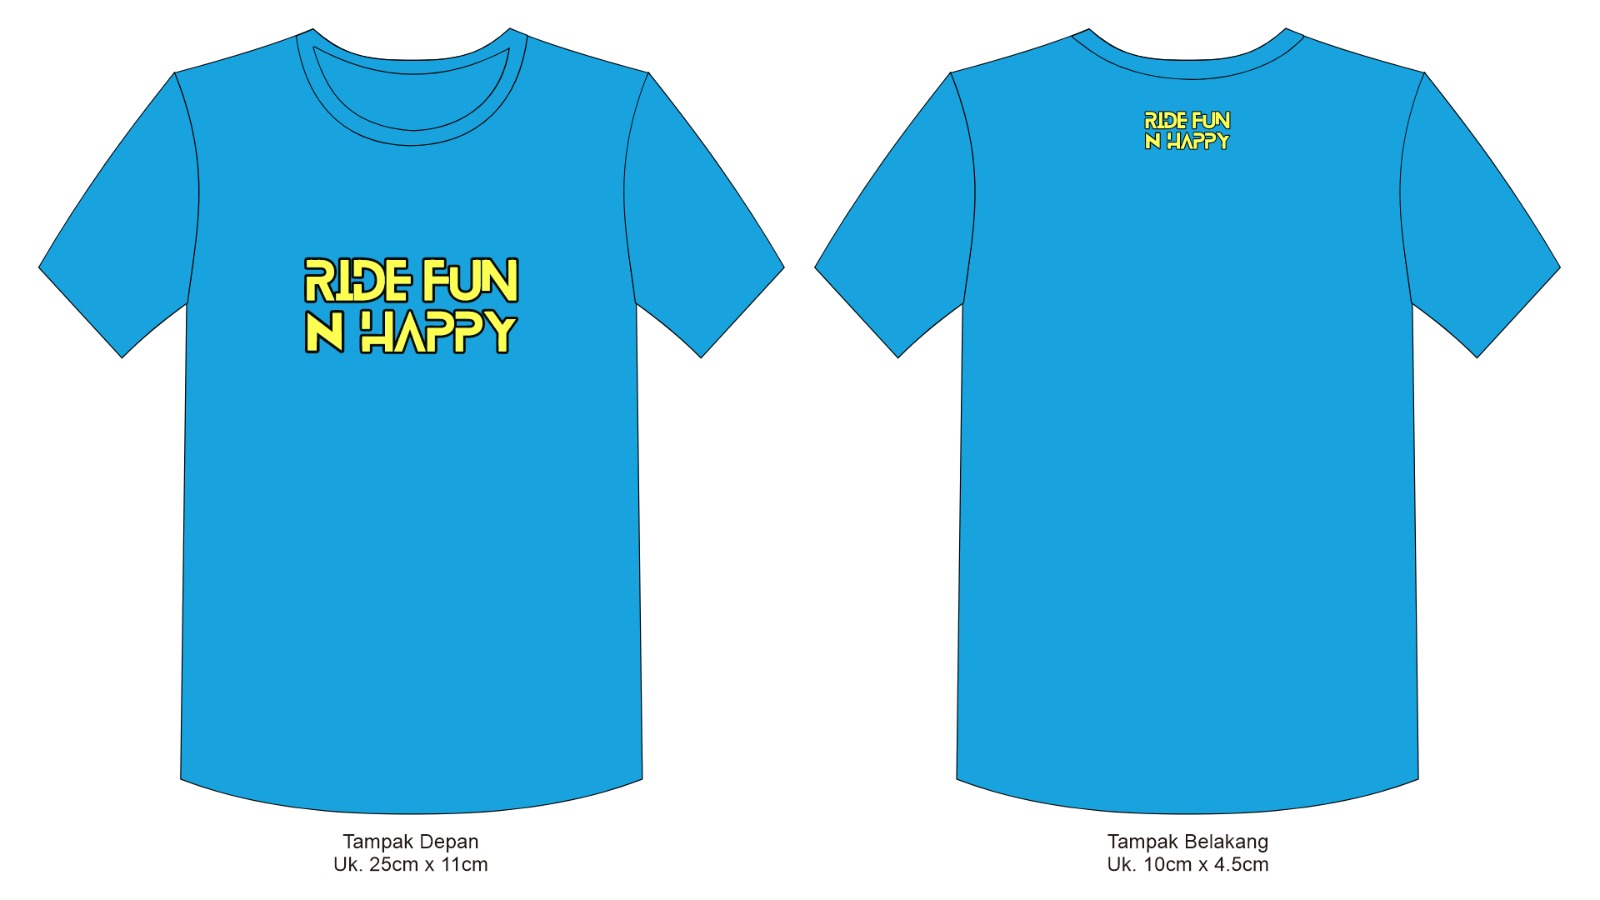 RIDE FUN
N HAPPY
Tampak Depan
Uk. 25cm x 11cm
RIDE FUN
N HAPPY
Tampak Belakang
Uk. 10cm x 4.5cm